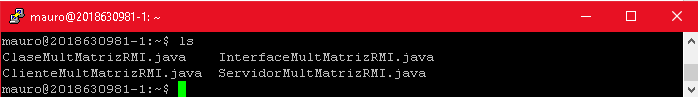 mauro@2018630981-1: ~
mauro@2018630981-1:~$ ls
ClaseMultMatrizRMI.java    InterfaceMultMatrizRMI.java
ClienteMultMatrizRMI.java  ServidorMultMatrizRMI.java
mauro@2018630981-1:~$